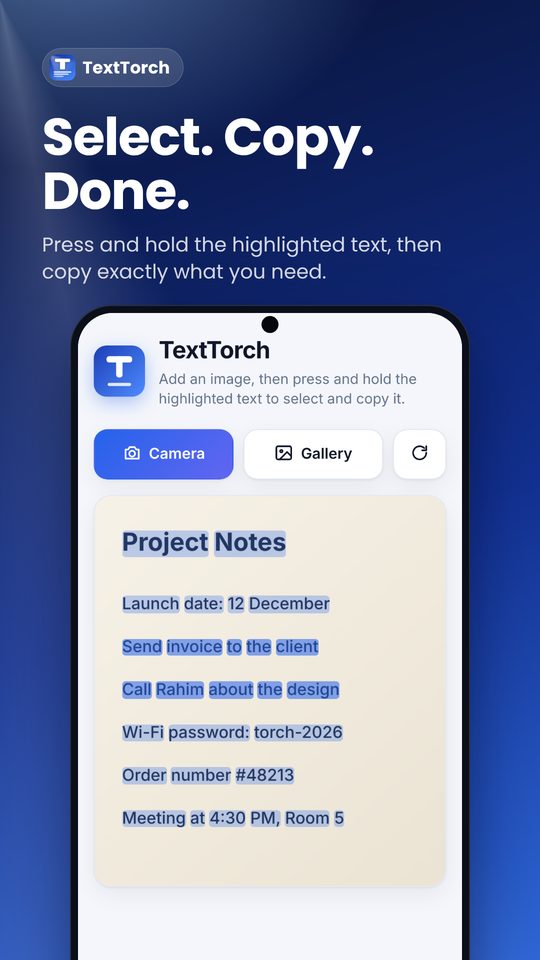 TextTorch
Select. Copy.
Done.
Press and hold the highlighted text, then
copy exactly what you need.
TextTorch
Add an image, then press and hold the
highlighted text to select and copy it.
Camera Gallery
Project Notes
Launch date: 12 December
Send invoice to the client
Call Rahim about the design
Wi-Fi password: torch-2026
Order number #48213
Meeting at 4:30 PM, Room 5